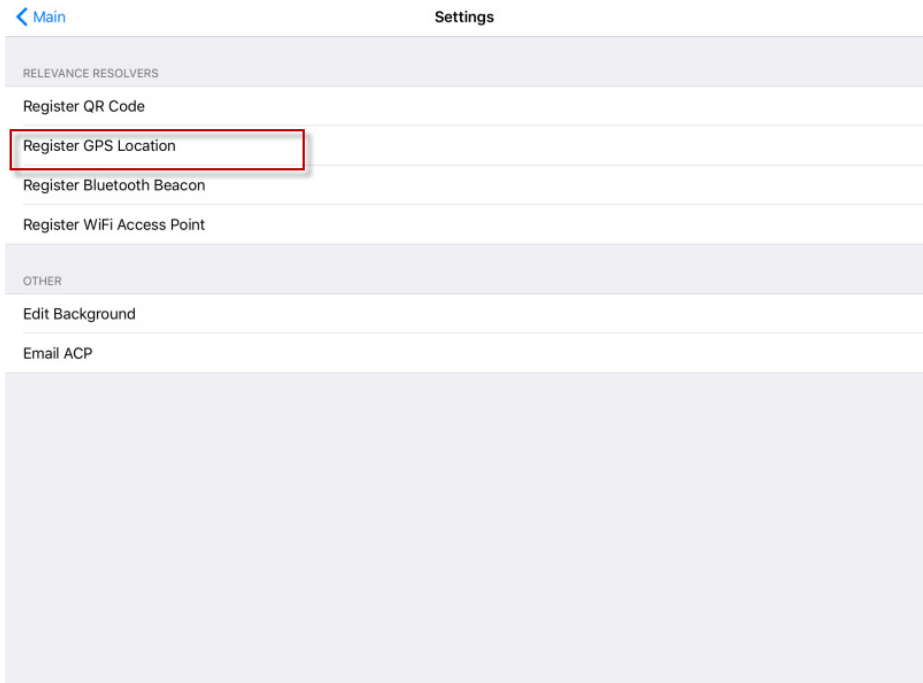 Main
Settings
RELEVANCE RESOLVERS
Register QR Code
Register GPS Location
Register Bluetooth Beacon
Register WiFi Access Point
OTHER
Edit Background
Email ACP